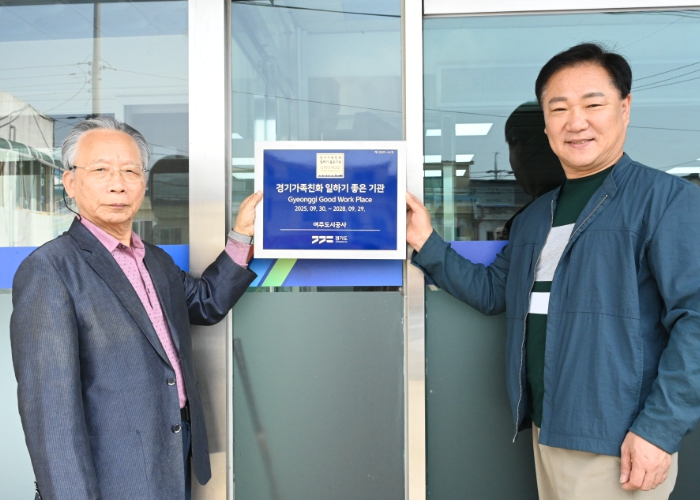 경기가족친화 일하기 좋은 기관
Gyeonggi Good Work Place
2025. 09. 30. ~ 2028. 09. 29.
여주도시공사
경기도